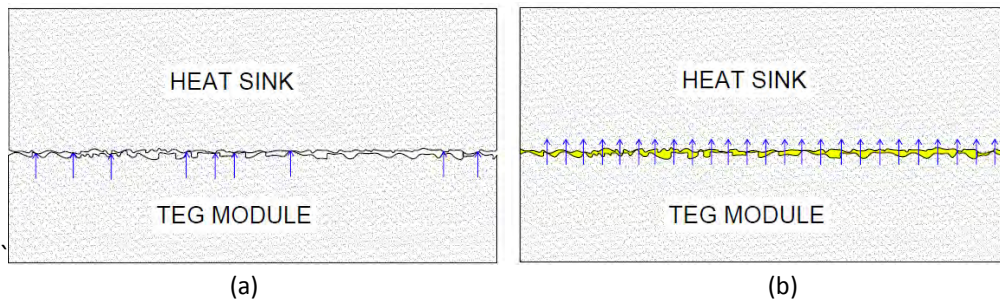 HEAT SINK
HEAT SINK
TEG MODULE
TEG MODULE
`
(a)
(b)